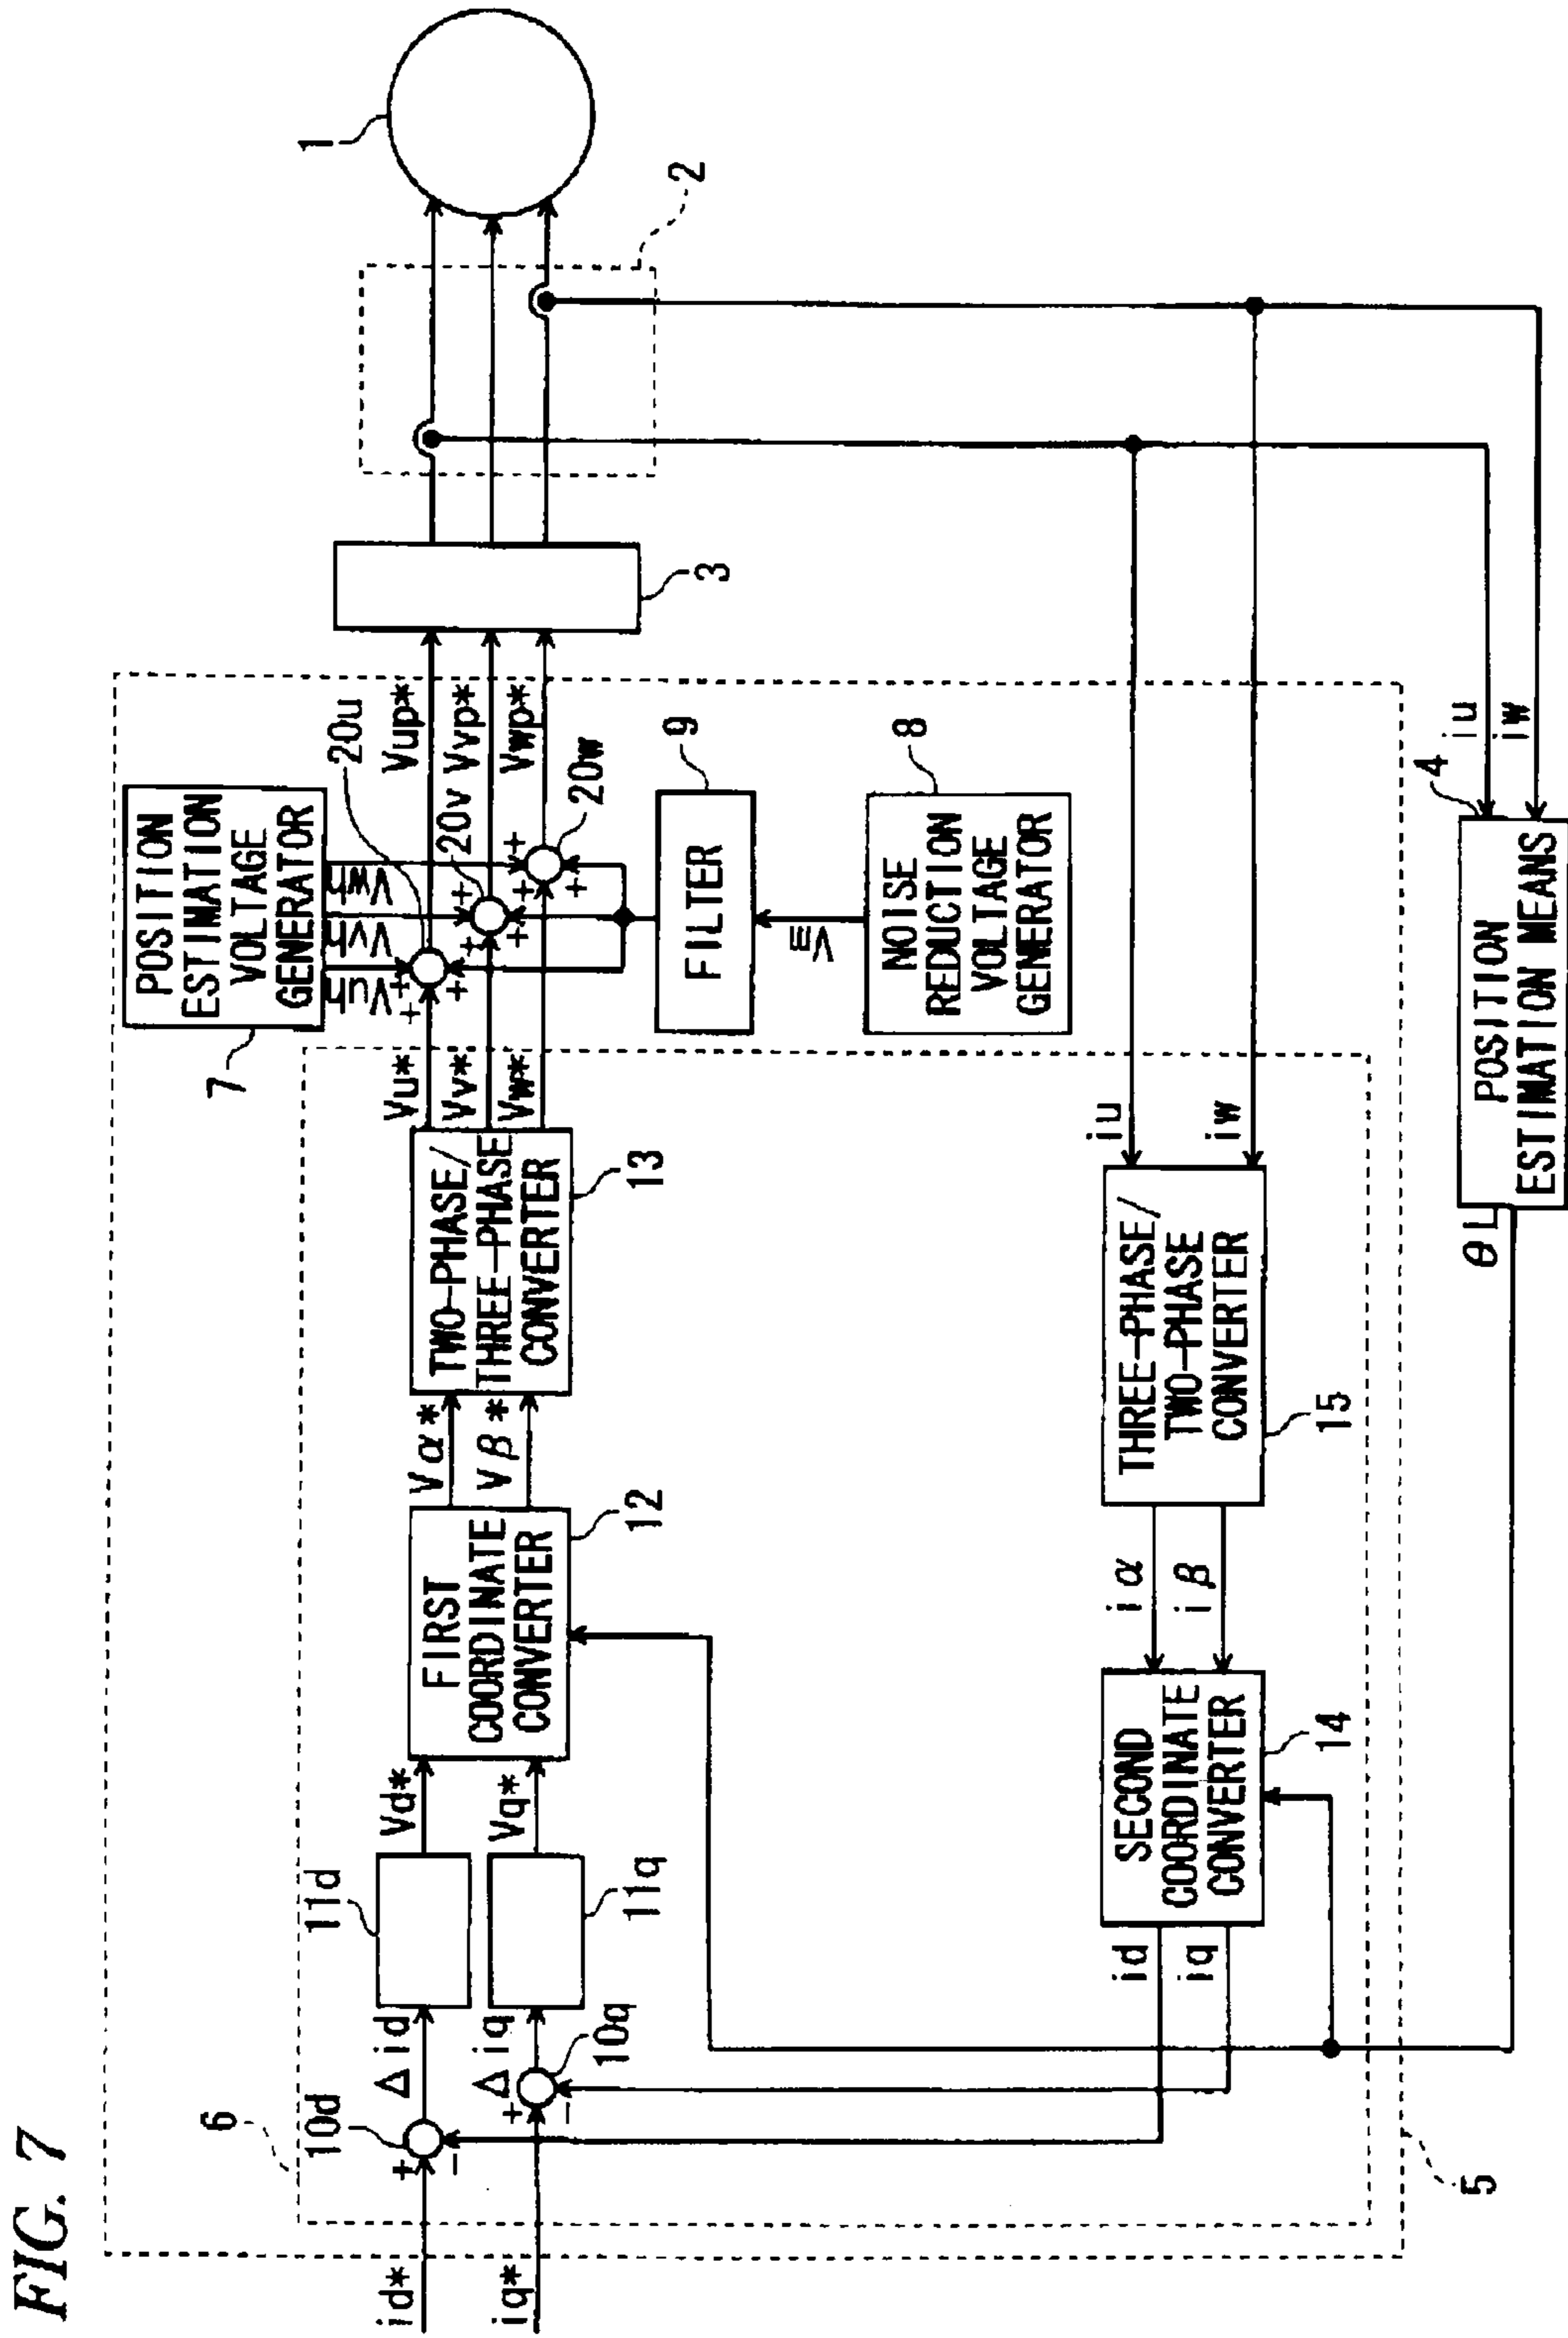 FIG. 7
6
10d
id*
+
−
Δid
11d
Vd*
iq*
+
−
Δiq
10q
11q
Vq*
FIRST
COORDINATE
CONVERTER
12
Vα*
Vβ*
TWO-PHASE/
THREE-PHASE
CONVERTER
13
Vu*
Vv*
Vw*
7
POSITION
ESTIMATION
VOLTAGE
GENERATOR
Vuh
Vvh
Vwh
+
+
+
+
+
+
+
+
+
20u
20v
20w
Vup*
Vvp*
Vwp*
FILTER
9
Vm
NOISE
REDUCTION
VOLTAGE
GENERATOR
8
3
2
1
id
iq
SECOND
COORDINATE
CONVERTER
14
iα
iβ
THREE-PHASE/
TWO-PHASE
CONVERTER
15
iu
iw
5
θL
POSITION
ESTIMATION MEANS
4
iu
iw